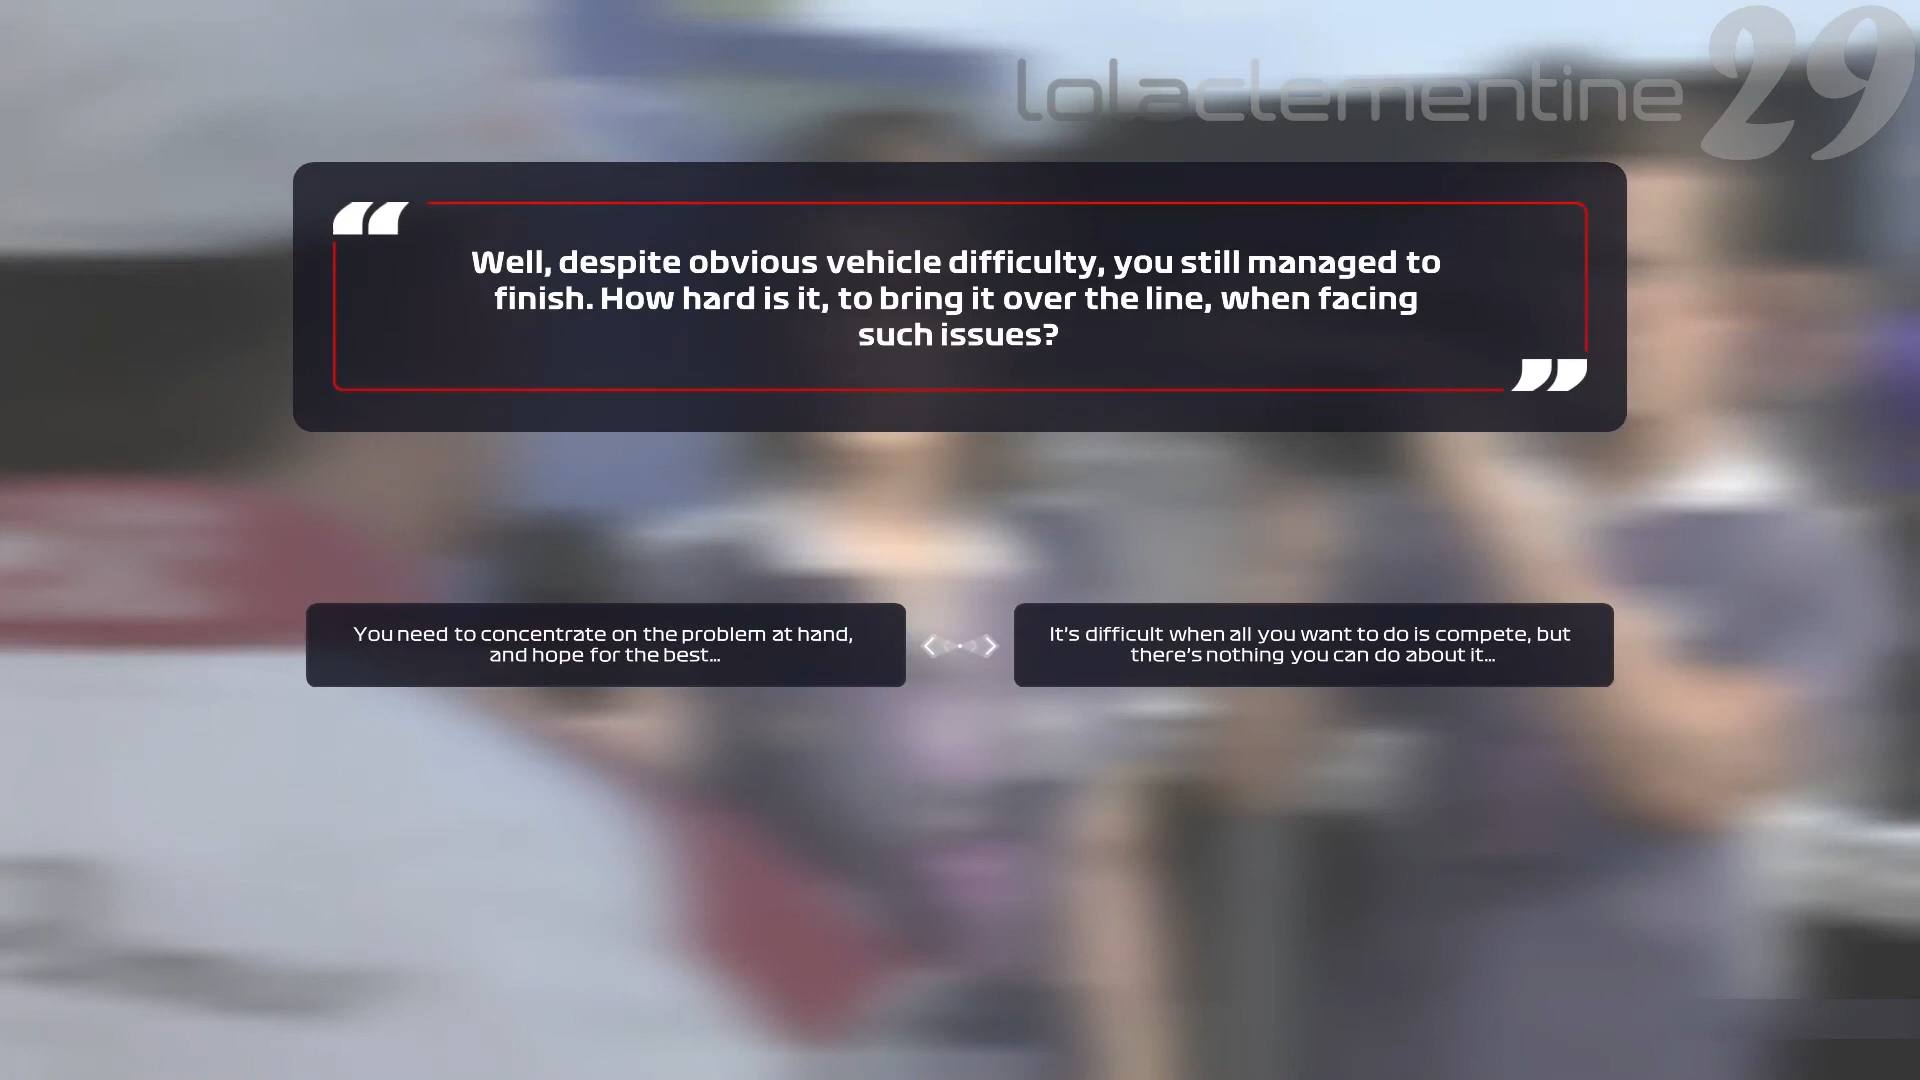 lolaclementine 29
Well, despite obvious vehicle difficulty, you still managed to
finish. How hard is it, to bring it over the line, when facing
such issues?
You need to concentrate on the problem at hand,
and hope for the best...
It's difficult when all you want to do is compete, but
there's nothing you can do about it...